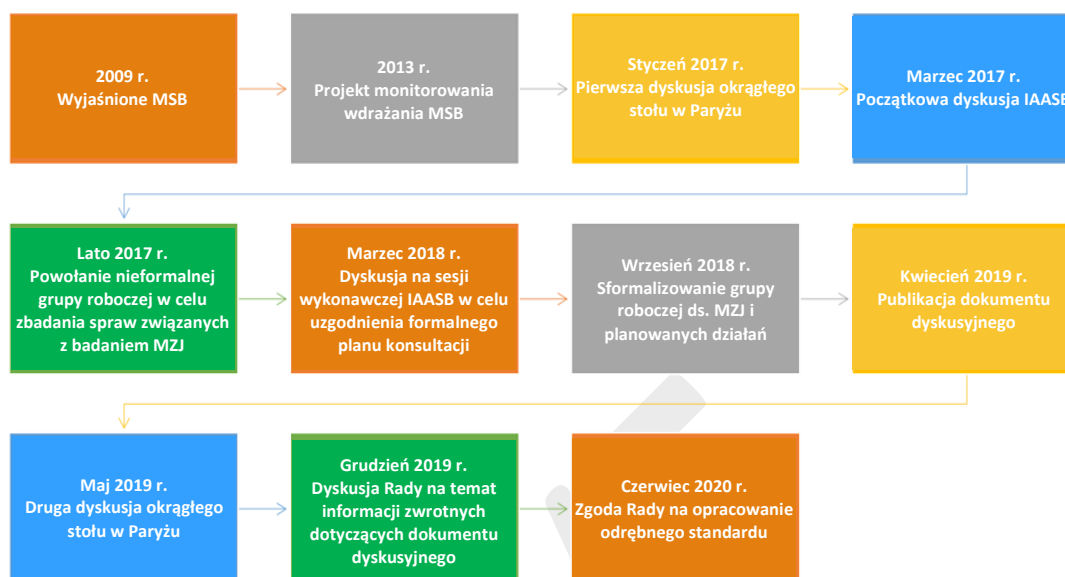 2009 r.
Wyjaśnione MSB
2013 r.
Projekt monitorowania
wdrażania MSB
Styczeń 2017 r.
Pierwsza dyskusja okrągłego
stołu w Paryżu
Marzec 2017 r.
Początkowa dyskusja IAASB
Lato 2017 r.
Powołanie nieformalnej
grupy roboczej w celu
zbadania spraw związanych
z badaniem MZJ
Marzec 2018 r.
Dyskusja na sesji
wykonawczej IAASB w celu
uzgodnienia formalnego
planu konsultacji
Wrzesień 2018 r.
Sformalizowanie grupy
roboczej ds. MZJ i
planowanych działań
Kwiecień 2019 r.
Publikacja dokumentu
dyskusyjnego
Maj 2019 r.
Druga dyskusja okrągłego
stołu w Paryżu
Grudzień 2019 r.
Dyskusja Rady na temat
informacji zwrotnych
dotyczących dokumentu
dyskusyjnego
Czerwiec 2020 r.
Zgoda Rady na opracowanie
odrębnego standardu